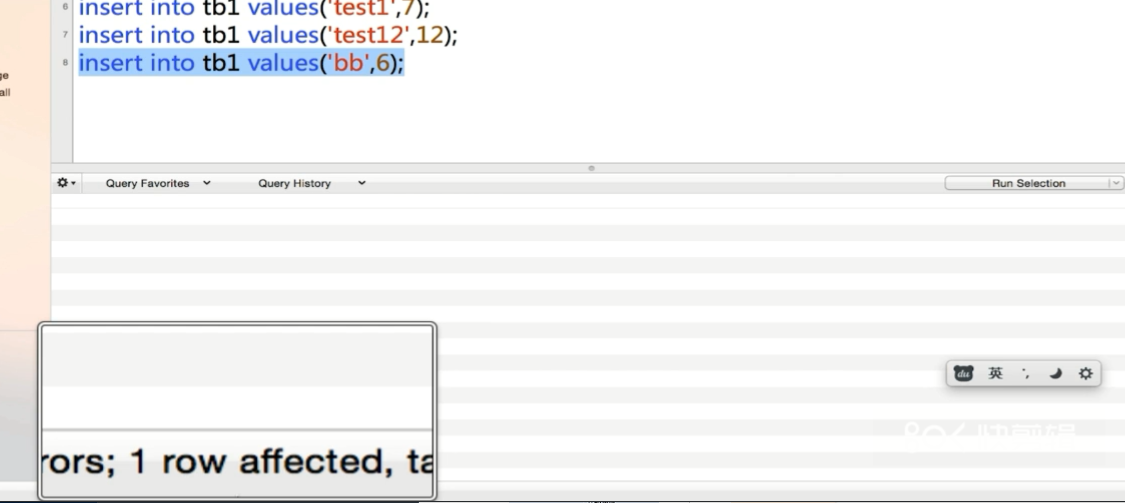 6 insert into tb1 values('test1',7);
7 insert into tb1 values('test12',12);
8 insert into tb1 values('bb',6);
ge
all
Query Favorites Query History Run Selection
du 英
rors; 1 row affected, ta